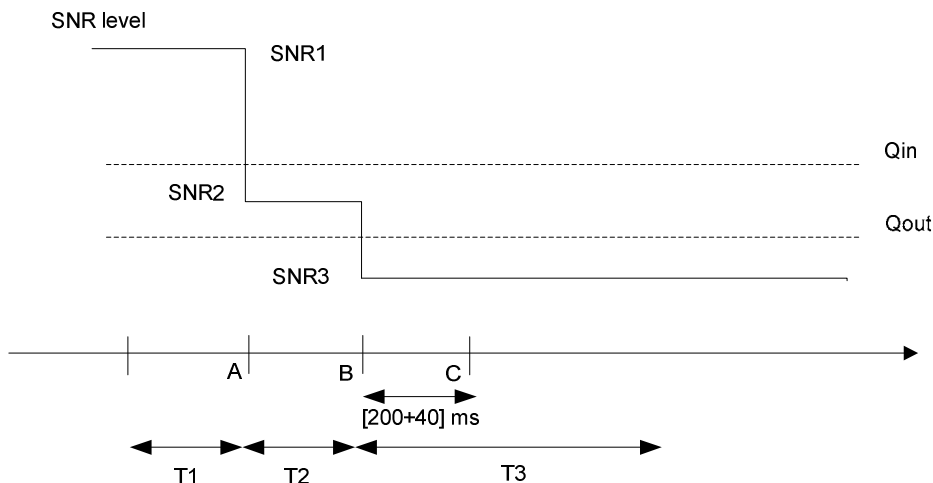 SNR level
SNR1
Qin
SNR2
Qout
SNR3
A
B
C
[200+40] ms
T1
T2
T3